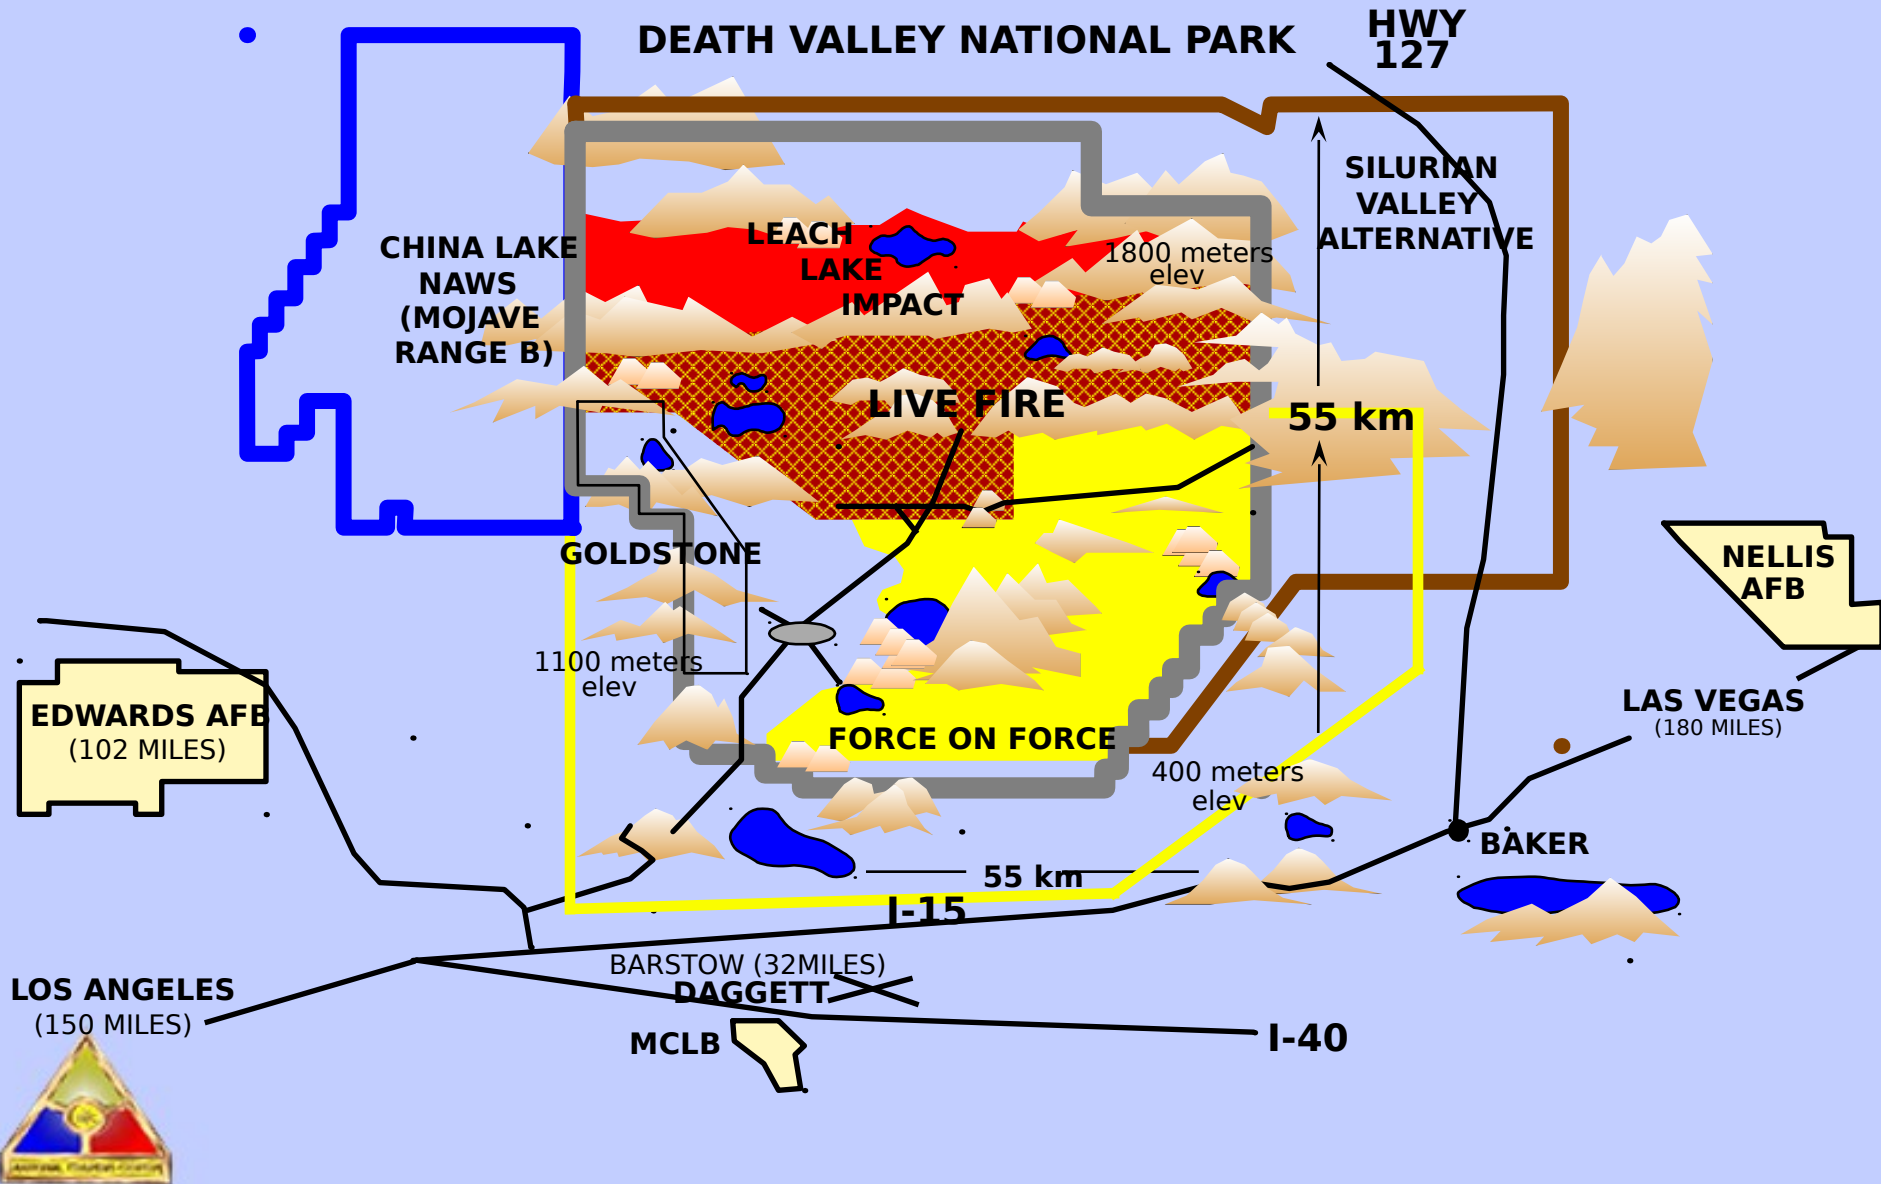 DEATH VALLEY NATIONAL PARK
HWY
127
SILURIAN
VALLEY
ALTERNATIVE
CHINA LAKE
NAWS
(MOJAVE
RANGE B)
LEACH
LAKE
IMPACT
1800 meters
elev
LIVE FIRE
55 km
GOLDSTONE
NELLIS
AFB
1100 meters
elev
EDWARDS AFB
(102 MILES)
LAS VEGAS
(180 MILES)
FORCE ON FORCE
400 meters
elev
BAKER
55 km
I-15
BARSTOW (32MILES)
DAGGETT
LOS ANGELES
(150 MILES)
MCLB
I-40